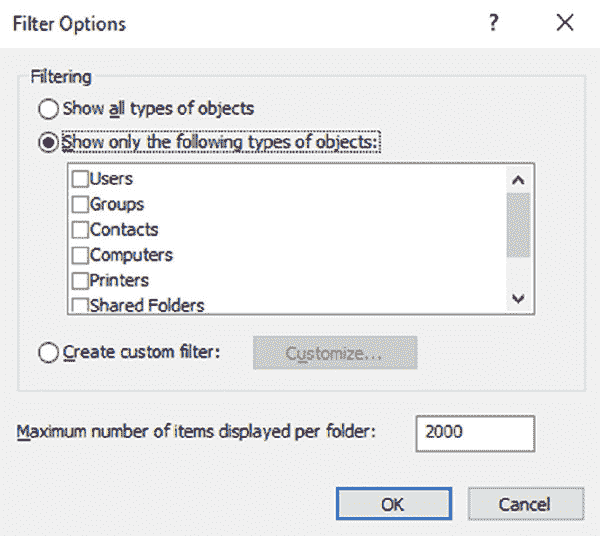 Filter Options
Filtering
Show all types of objects
Show only the following types of objects:
Users
Groups
Contacts
Computers
Printers
Shared Folders
Create custom filter: Customize...
Maximum number of items displayed per folder: 2000
OK Cancel